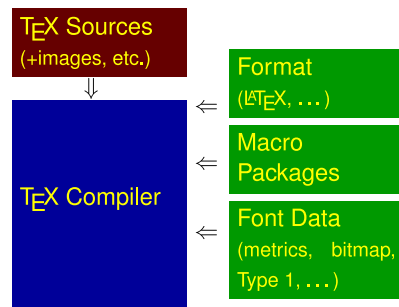 TEX Sources
(+images, etc.)
⇓
Format
⇐
(LATEX, ...)
Macro
⇐
Packages
TEX Compiler
Font Data
⇐
(metrics, bitmap,
Type 1, ...)